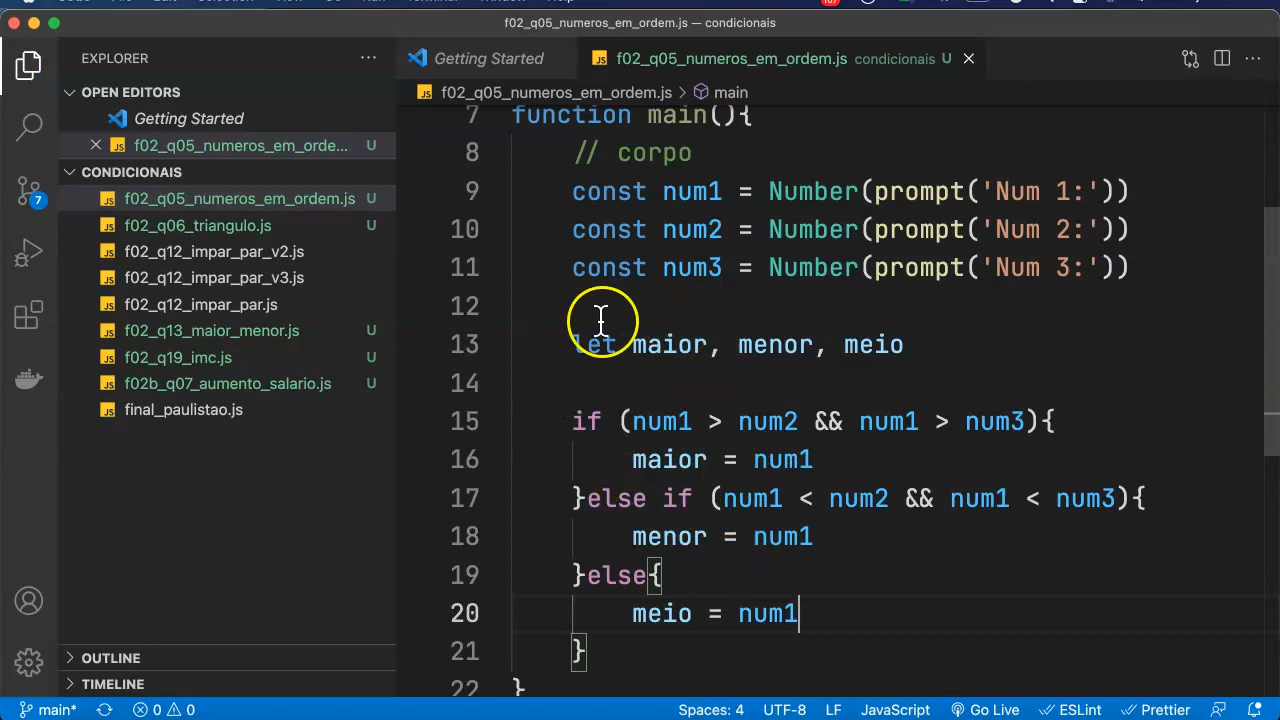 f02_q05_numeros_em_ordem.js — condicionais
EXPLORER
Getting Started
f02_q05_numeros_em_ordem.js condicionais U
OPEN EDITORS
Getting Started
f02_q05_numeros_em_orde... U
CONDICIONAIS
f02_q05_numeros_em_ordem.js U
f02_q06_triangulo.js U
f02_q12_impar_par_v2.js
f02_q12_impar_par_v3.js
f02_q12_impar_par.js
f02_q13_maior_menor.js U
f02_q19_imc.js U
f02b_q07_aumento_salario.js U
final_paulistao.js
OUTLINE
TIMELINE
7
f02_q05_numeros_em_ordem.js > main
7 function main(){
8 // corpo
9 const num1 = Number(prompt('Num 1:'))
10 const num2 = Number(prompt('Num 2:'))
11 const num3 = Number(prompt('Num 3:'))
12
13 let maior, menor, meio
14
15 if (num1 > num2 && num1 > num3){
16 maior = num1
17 }else if (num1 < num2 && num1 < num3){
18 menor = num1
19 }else{
20 meio = num1
21 }
22 }
main* 0 0 Spaces: 4 UTF-8 LF JavaScript Go Live ESLint Prettier